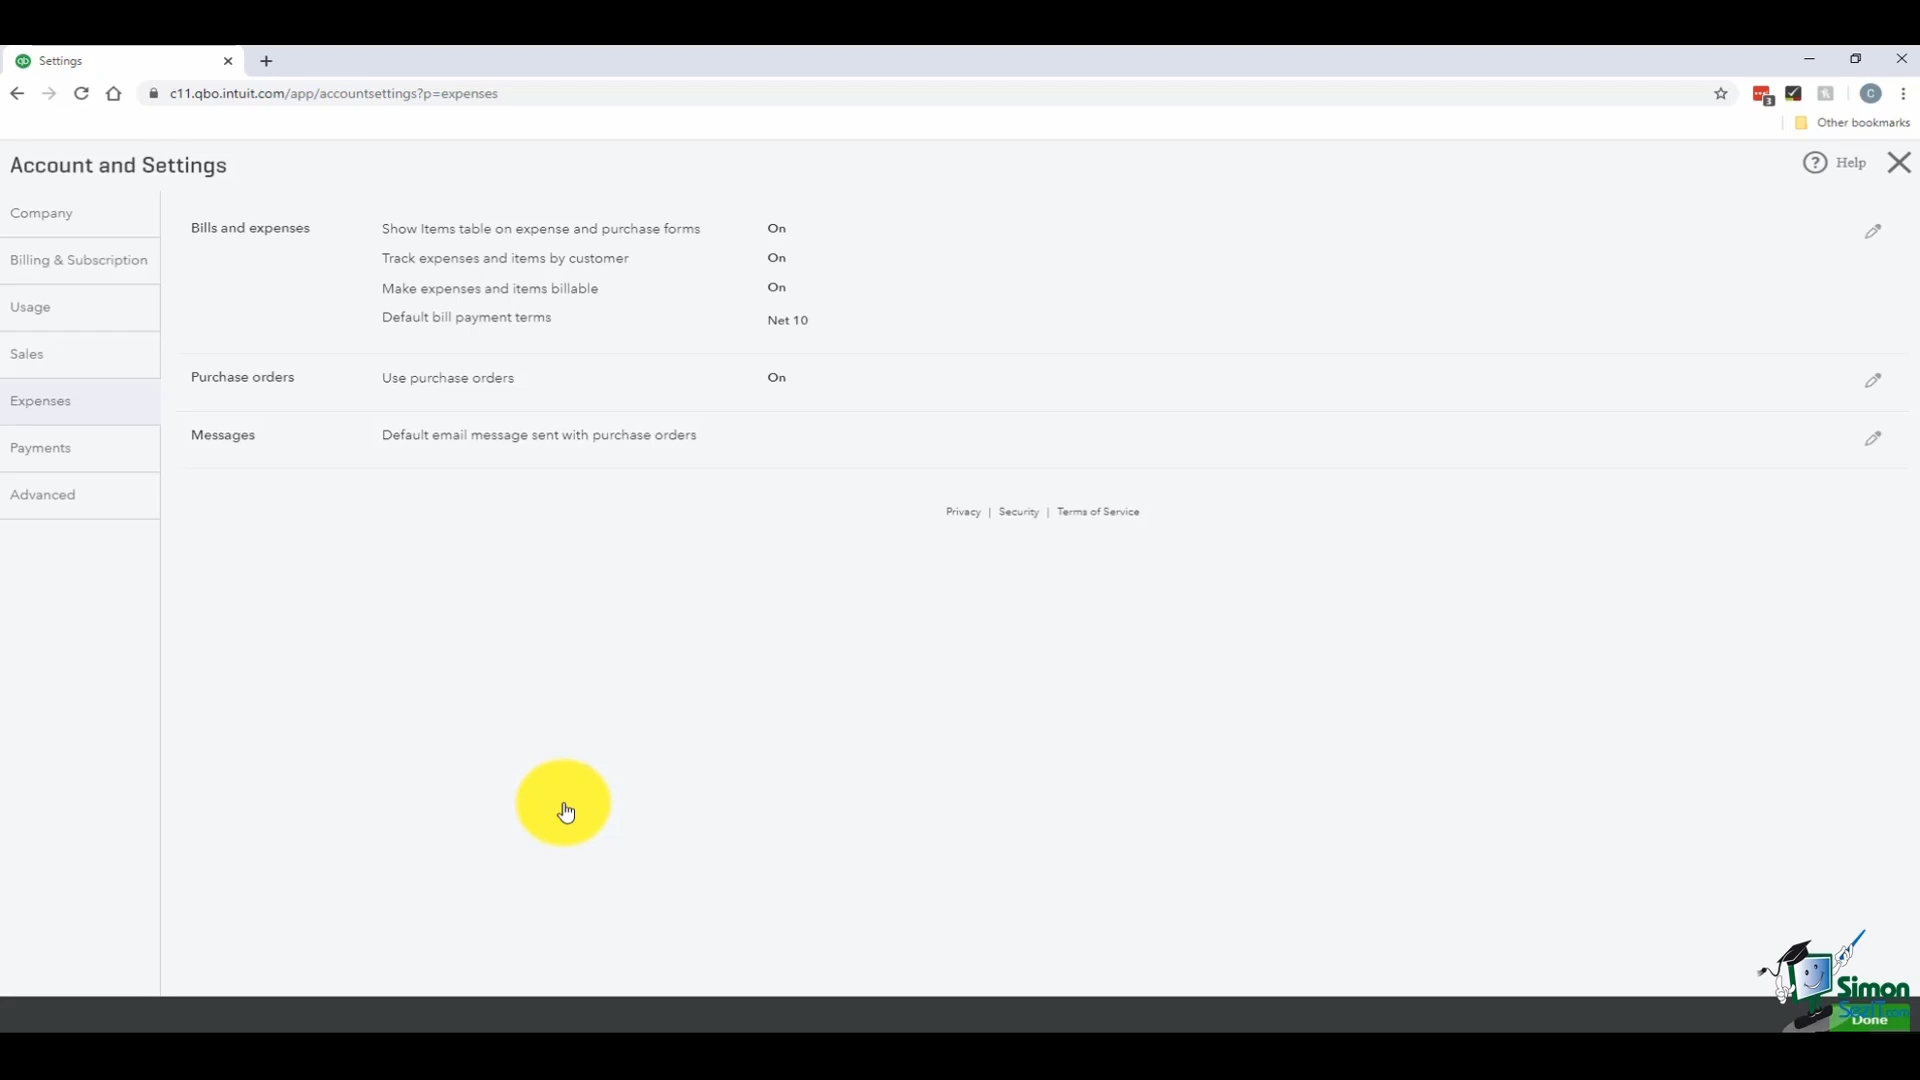 Settings
c11.qbo.intuit.com/app/accountsettings?p=expenses
3
C
Other bookmarks
Account and Settings
Help
Company
Billing & Subscription
Usage
Sales
Expenses
Payments
Advanced
Bills and expenses
Show Items table on expense and purchase forms On
Track expenses and items by customer On
Make expenses and items billable On
Default bill payment terms Net 10
Purchase orders Use purchase orders On
Messages Default email message sent with purchase orders
Privacy | Security | Terms of Service
Simon
SezIT.com
Done